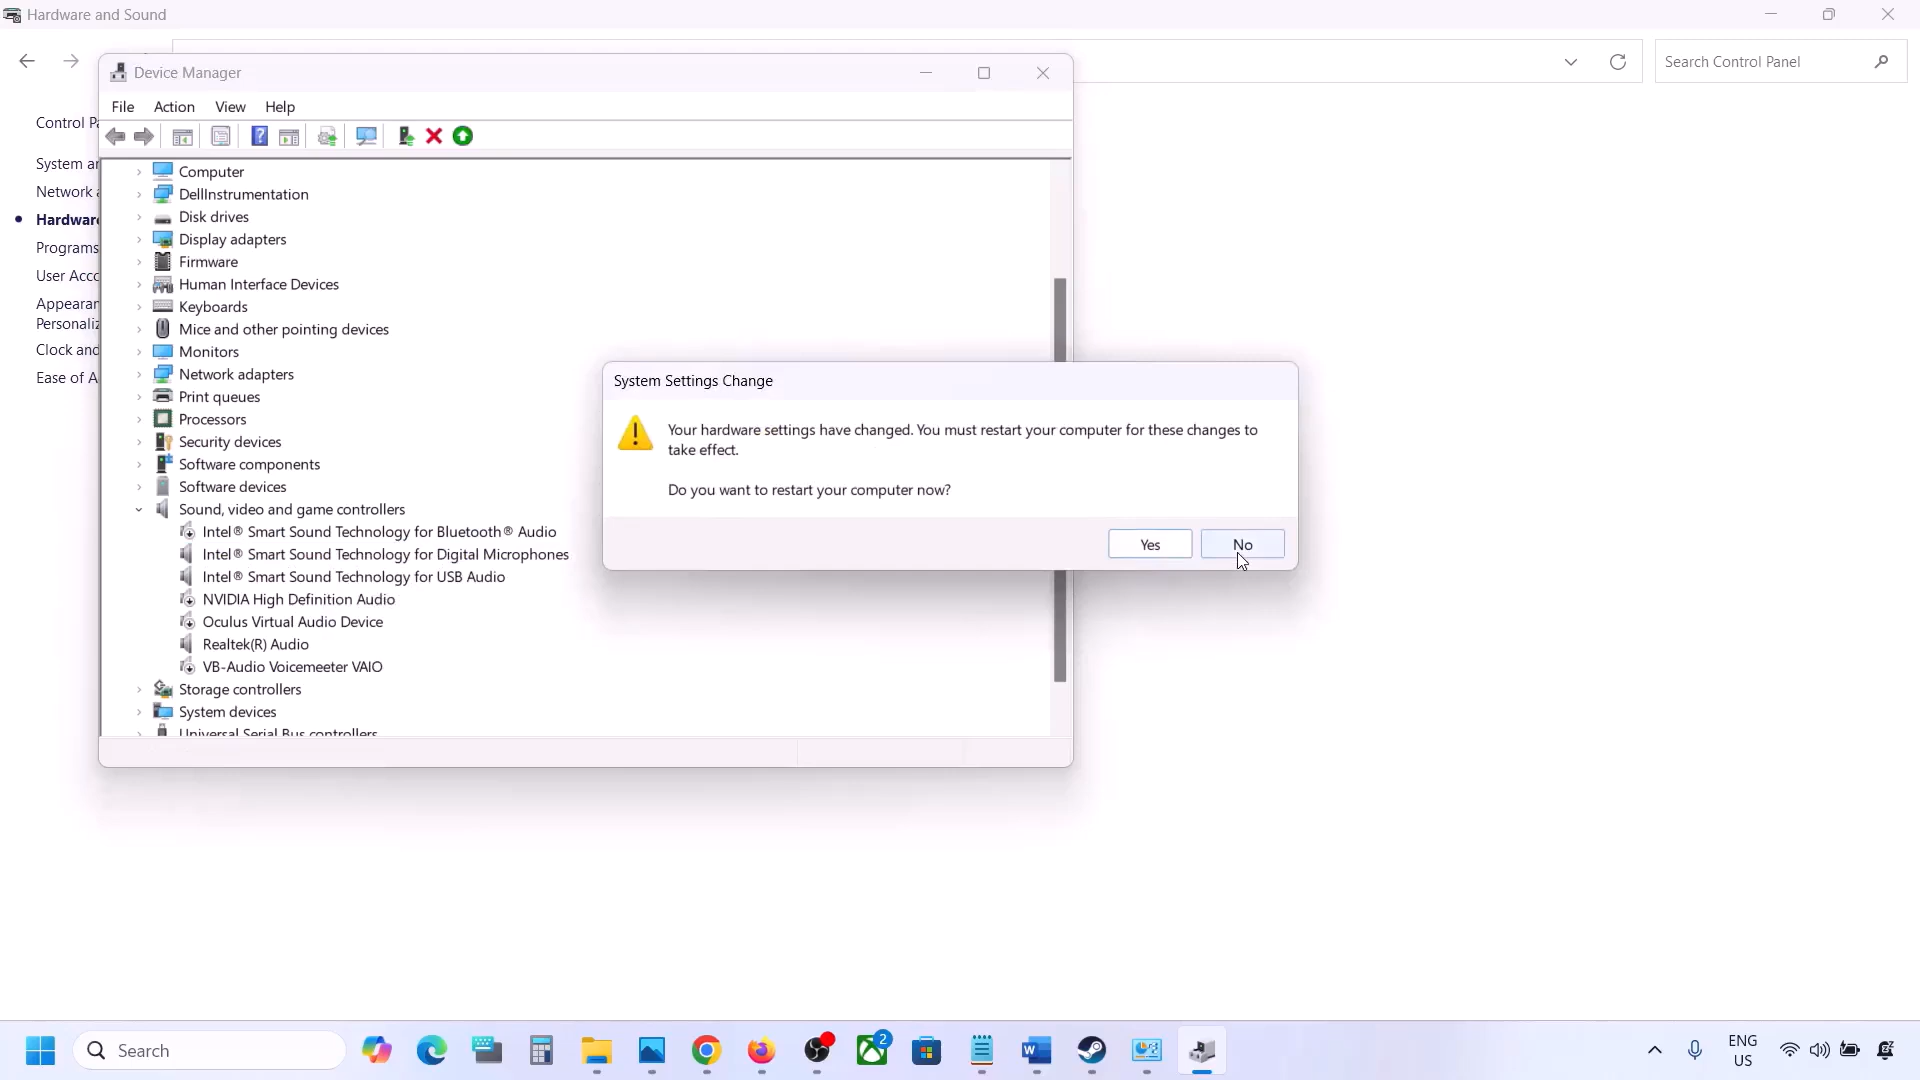 Hardware and Sound
Search Control Panel
Device Manager
File Action View Help
Control Pa
System an
Network a
Hardware
Programs
User Acco
Appearan
Personaliz
Clock and
Ease of A
Computer
DellInstrumentation
Disk drives
Display adapters
Firmware
Human Interface Devices
Keyboards
Mice and other pointing devices
Monitors
Network adapters
Print queues
Processors
Security devices
Software components
Software devices
Sound, video and game controllers
Intel® Smart Sound Technology for Bluetooth® Audio
Intel® Smart Sound Technology for Digital Microphones
Intel® Smart Sound Technology for USB Audio
NVIDIA High Definition Audio
Oculus Virtual Audio Device
Realtek(R) Audio
VB-Audio Voicemeeter VAIO
Storage controllers
System devices
Universal Serial Bus controllers
System Settings Change
Your hardware settings have changed. You must restart your computer for these changes to
take effect.
Do you want to restart your computer now?
Yes No
Search
2
ENG
US